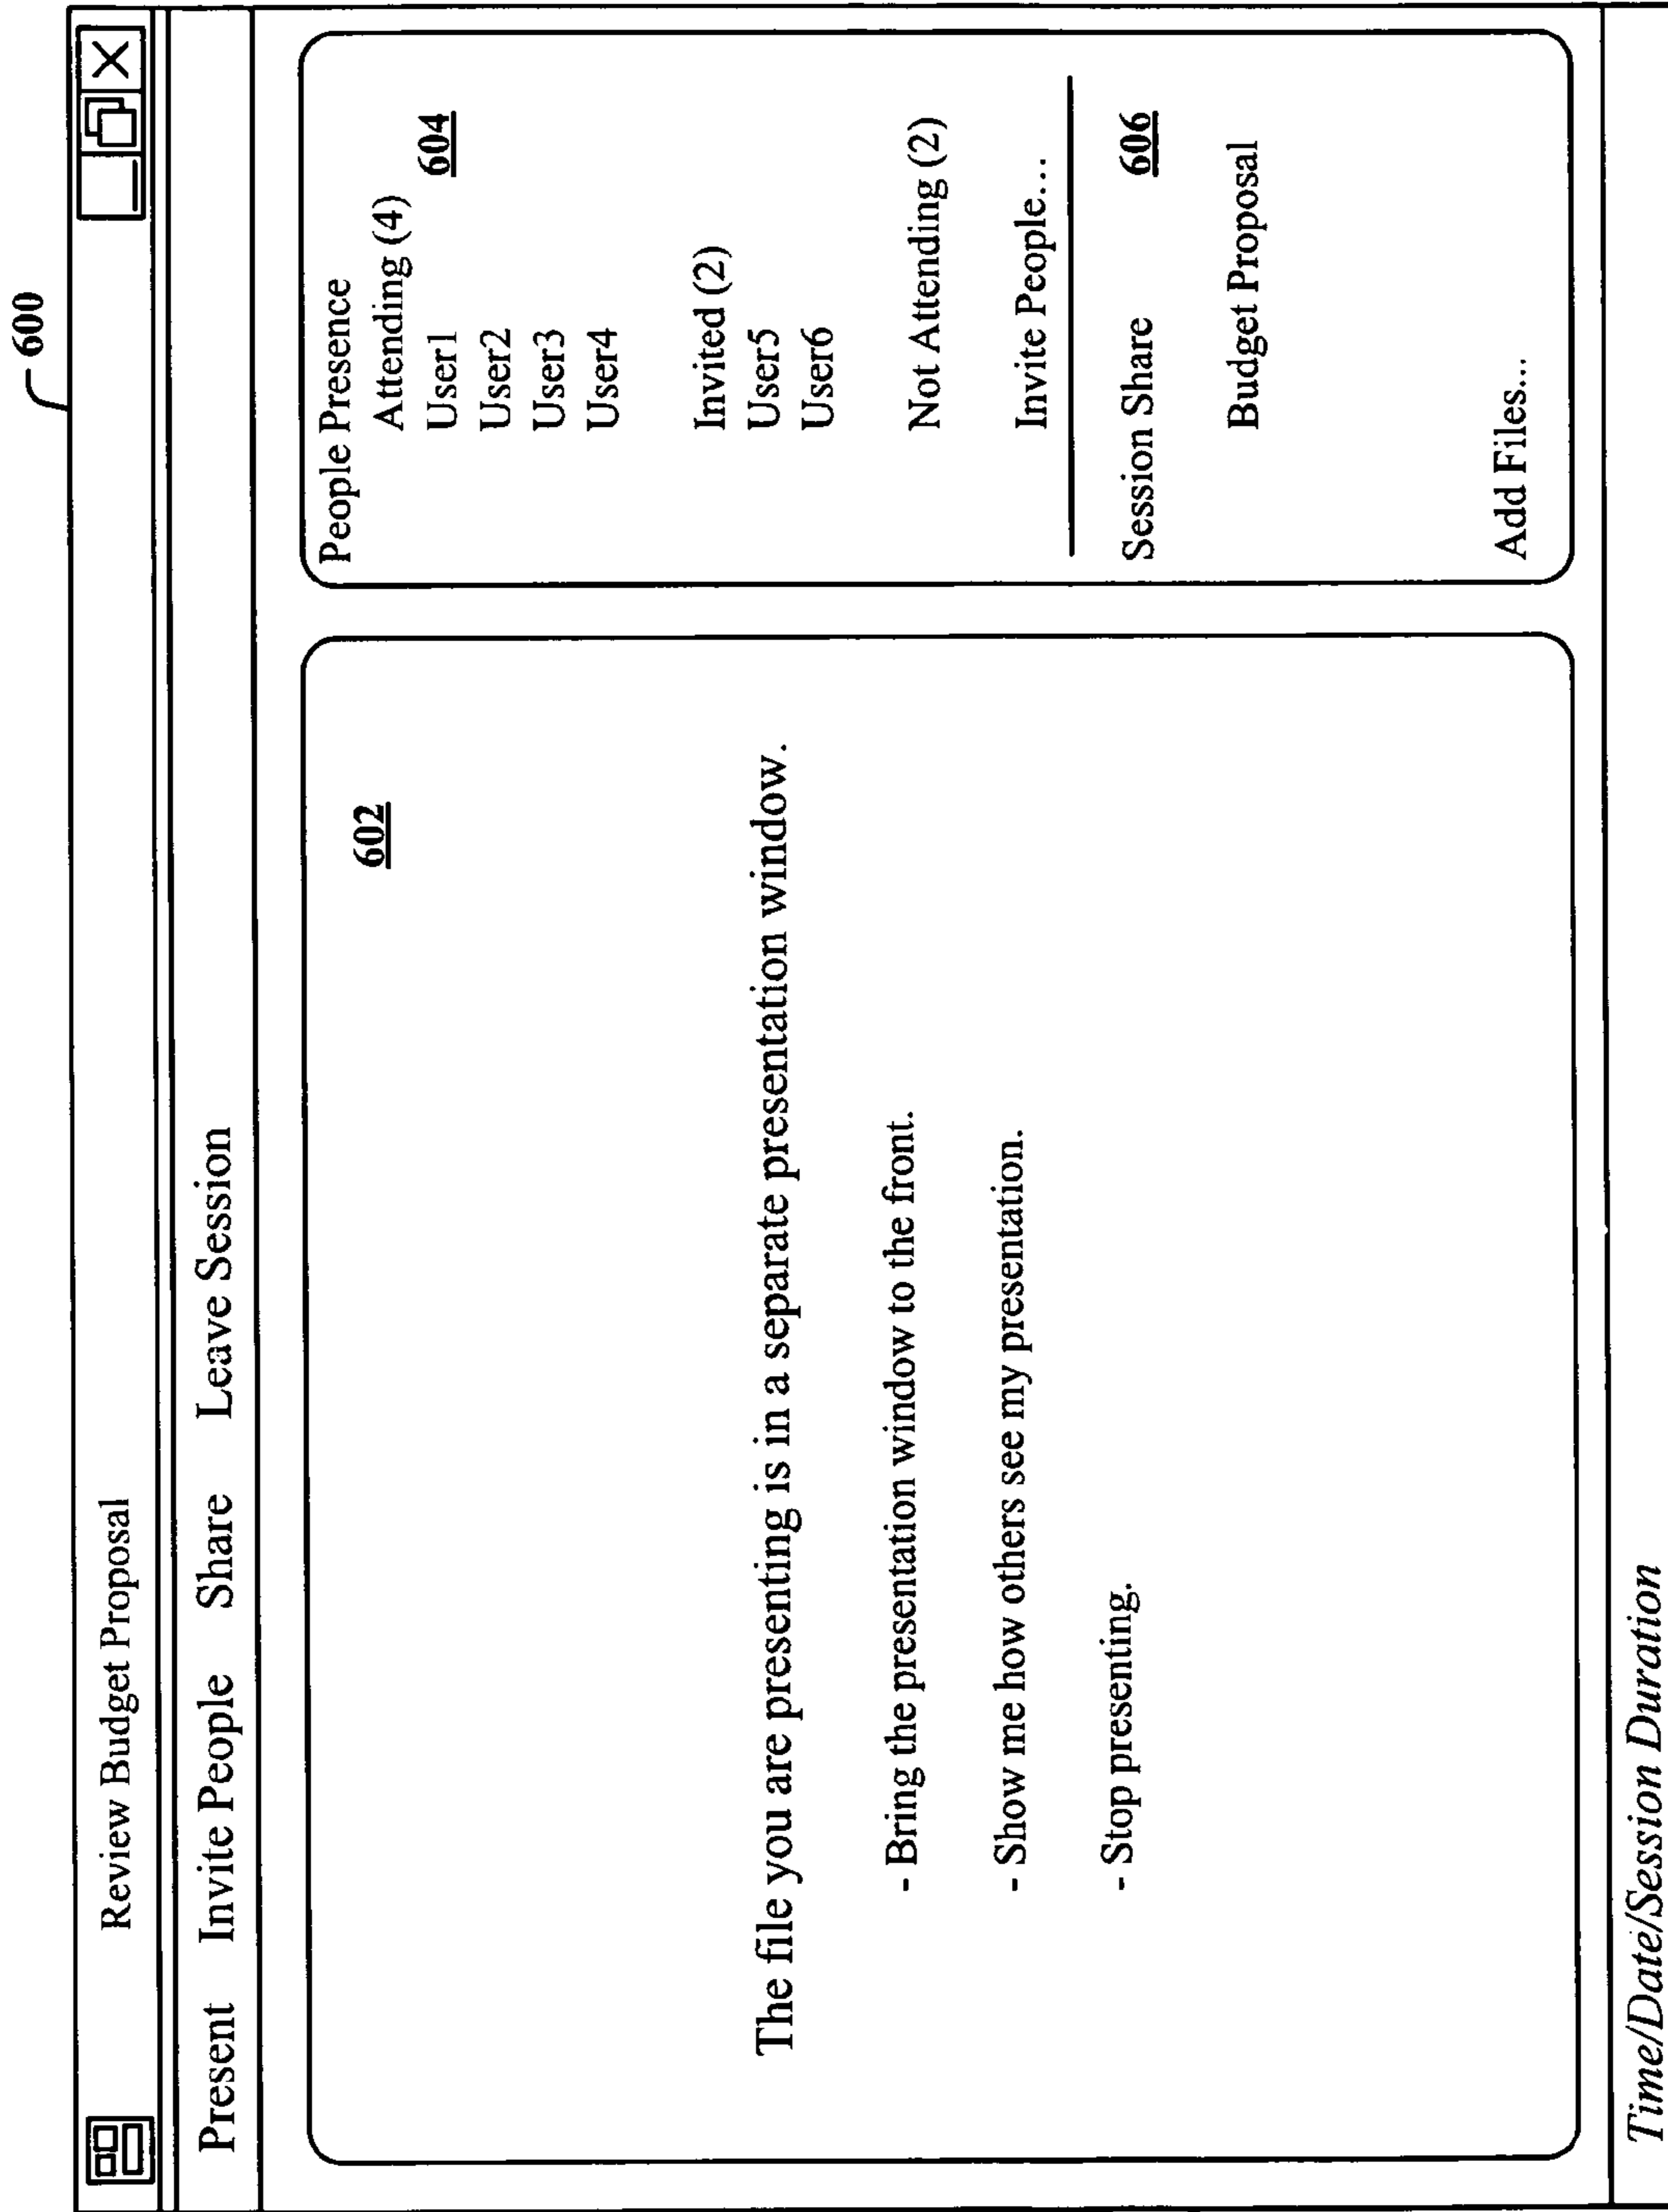 600
Review Budget Proposal
Present Invite People Share Leave Session
602
The file you are presenting is in a separate presentation window.
- Bring the presentation window to the front.
- Show me how others see my presentation.
- Stop presenting.
People Presence
Attending (4)
604
User1
User2
User3
User4
Invited (2)
User5
User6
Not Attending (2)
Invite People...
Session Share
606
Budget Proposal
Add Files...
Time/Date/Session Duration